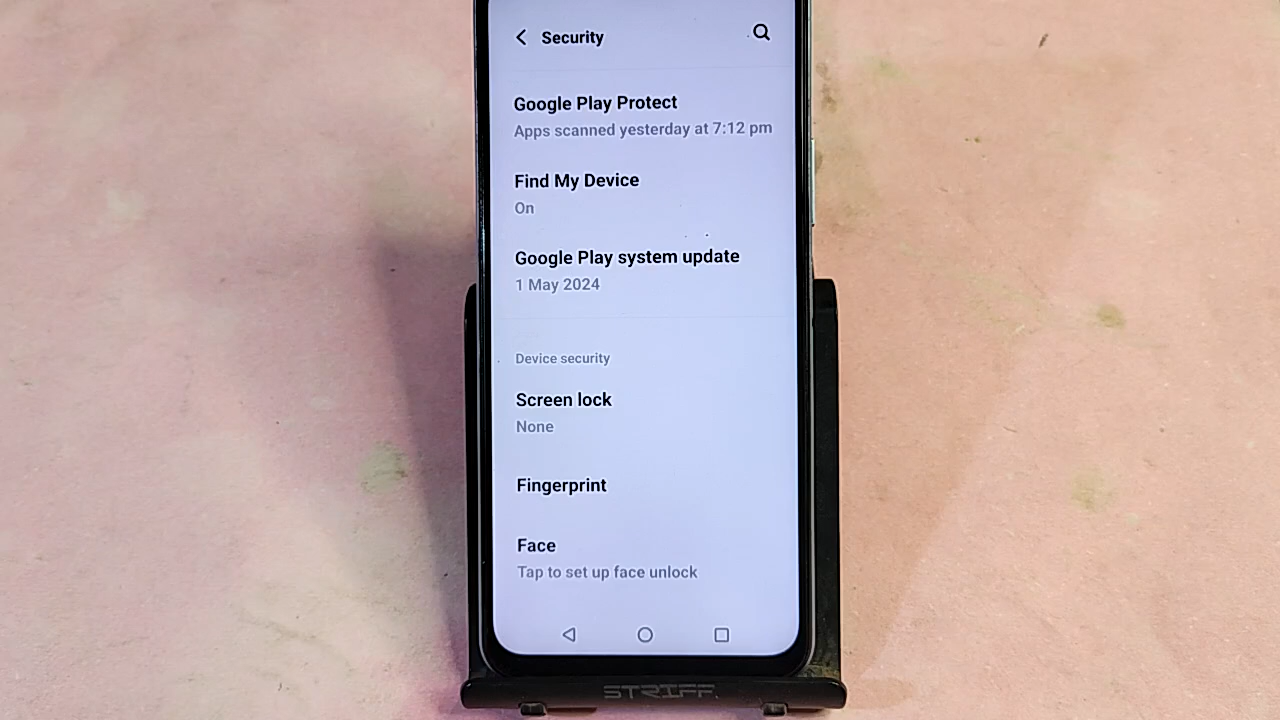 Security
Google Play Protect
Apps scanned yesterday at 7:12 pm
Find My Device
On
Google Play system update
1 May 2024
Device security
Screen lock
None
Fingerprint
Face
Tap to set up face unlock
STRIFF